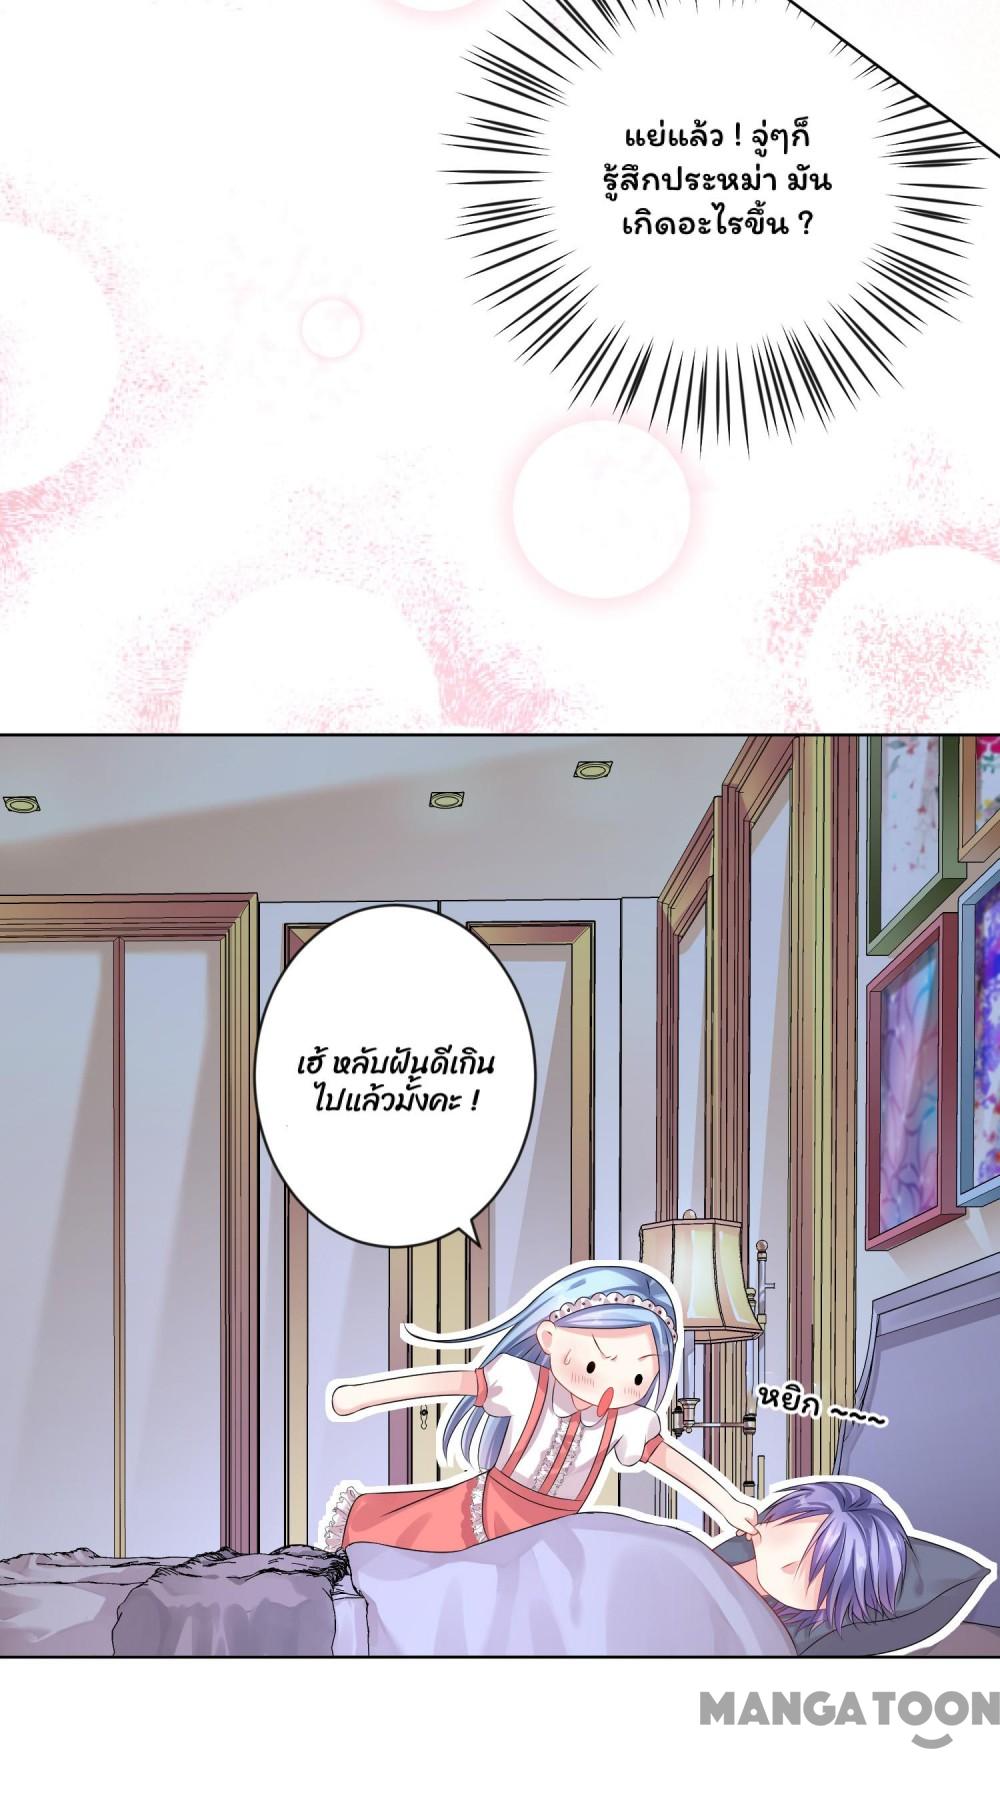 แย่แล้ว ! จู่ๆก็
รู้สึกประหม่า มัน
เกิดอะไรขึ้น ?
เฮ้ หลับฝันดีเกิน
ไปแล้วมั้งคะ !
หยิก ~~~
MANGATOON